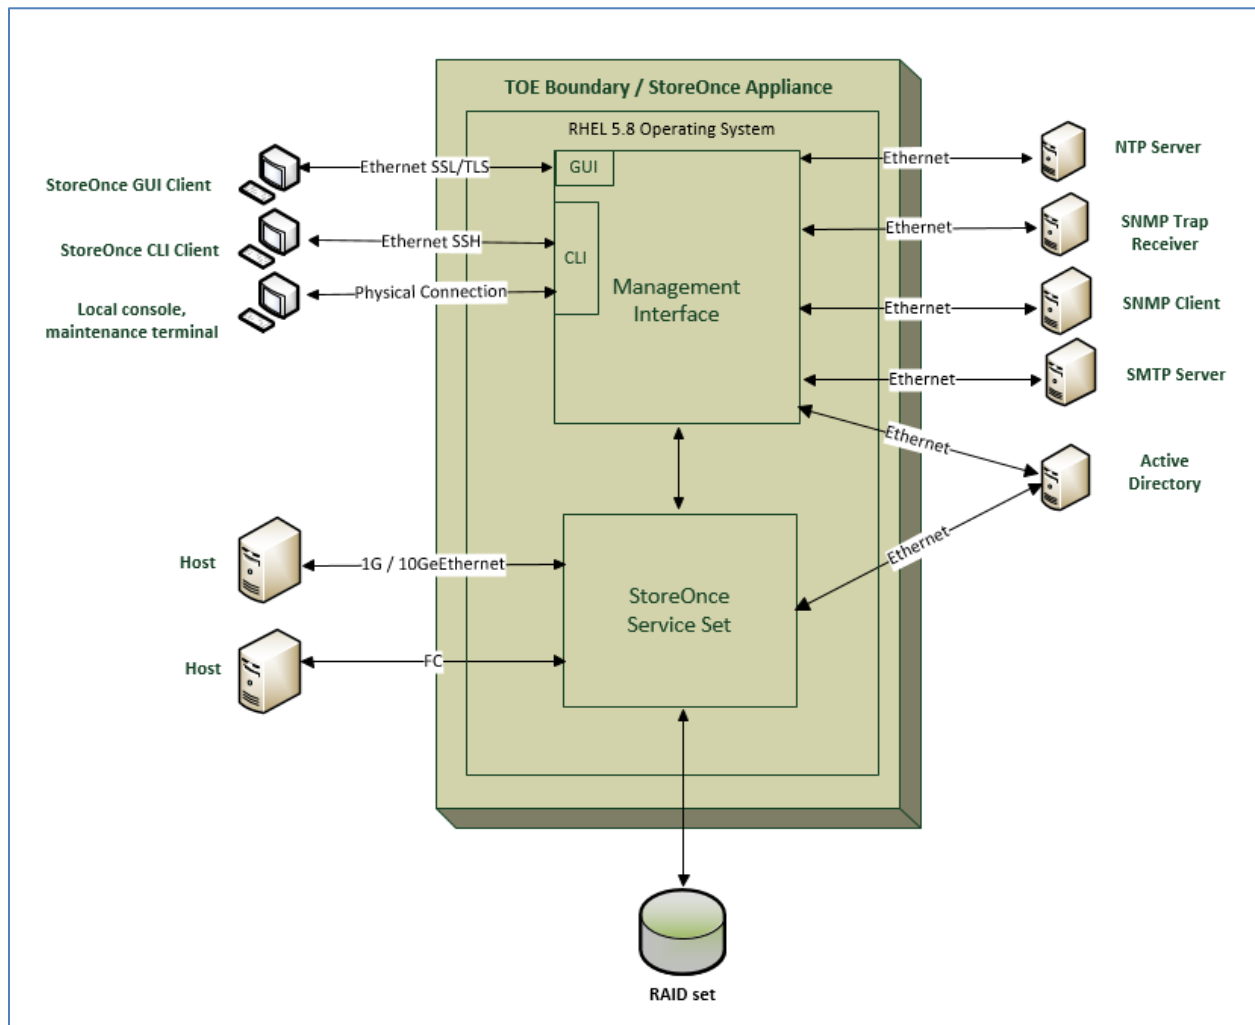 TOE Boundary / StoreOnce Appliance
RHEL 5.8 Operating System
StoreOnce GUI Client
Ethernet SSL/TLS
GUI
StoreOnce CLI Client
Ethernet SSH
CLI
Local console,
maintenance terminal
Physical Connection
Management
Interface
Ethernet
NTP Server
Ethernet
SNMP Trap
Receiver
Ethernet
SNMP Client
Ethernet
SMTP Server
Ethernet
Active
Directory
Ethernet
Host
1G / 10GeEthernet
StoreOnce
Service Set
Host
FC
RAID set